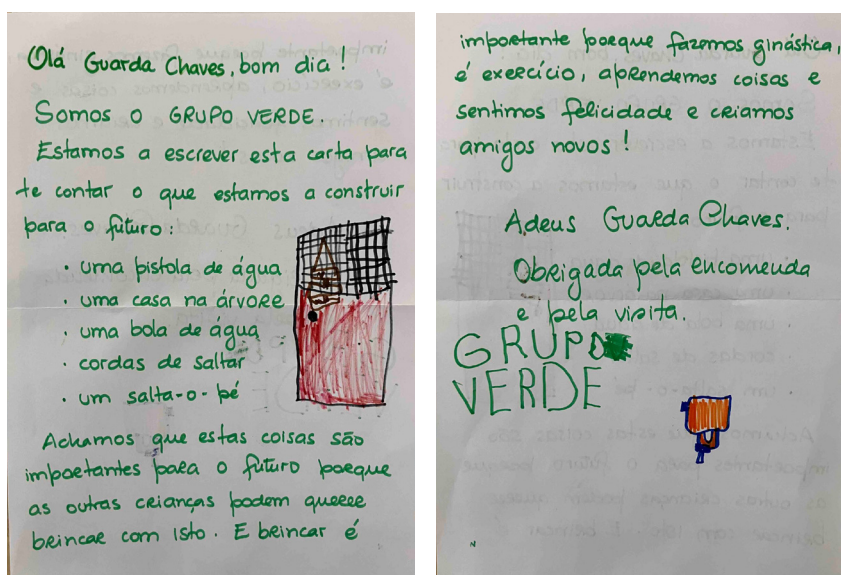 Olá Guarda Chaves, bom dia!
Somos o GRUPO VERDE.
Estamos a escrever esta carta para
te contar o que estamos a construir
para o futuro:
· uma pistola de água
· uma casa na árvore
· uma bola de água
· cordas de saltar
· um salta-o-pé
Achamos que estas coisas são
importantes para o futuro porque
as outras crianças podem querer
brincar com isto. E brincar é
importante porque fazemos ginástica,
é exercício, aprendemos coisas e
sentimos felicidade e criamos
amigos novos!
Adeus Guarda Chaves.
Obrigada pela encomenda
e pela visita.
GRUPO
VERDE